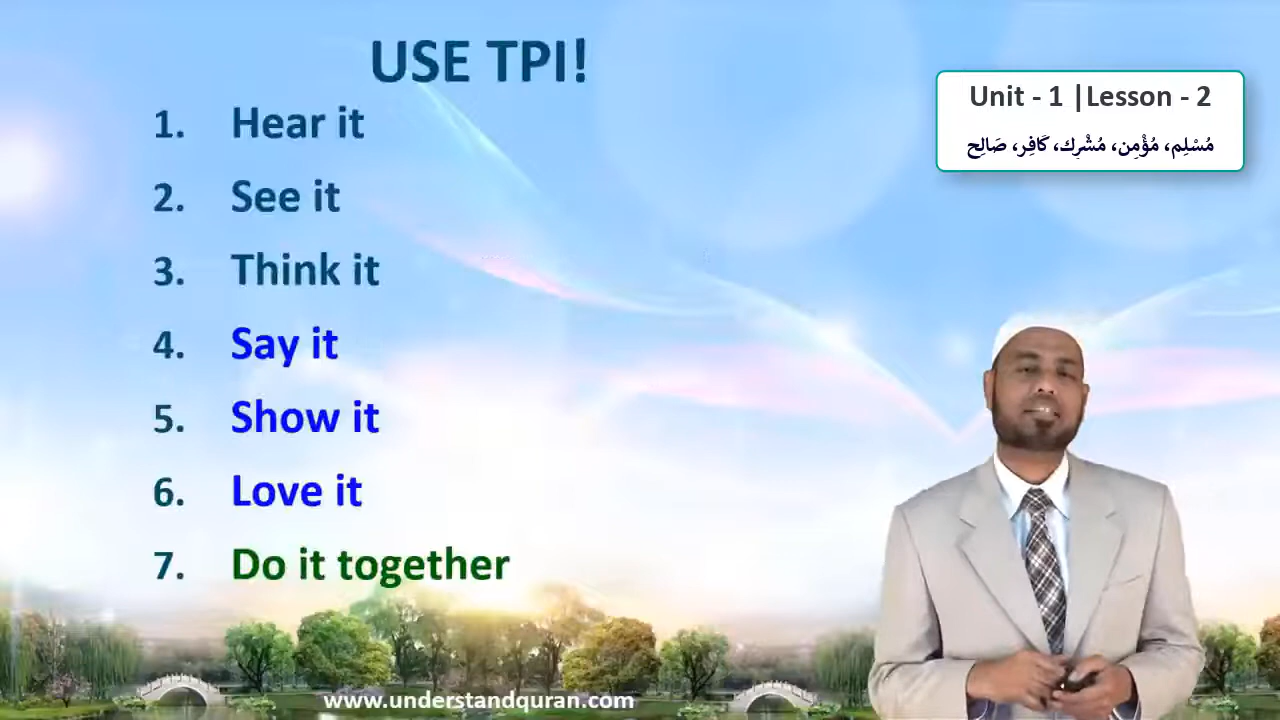 USE TPI!
1. Hear it
2. See it
3. Think it
4. Say it
5. Show it
6. Love it
7. Do it together
Unit - 1 |Lesson - 2
مُسْلِم، مُؤْمِن، مُشْرِك، كَافِر، صَالِح
www.understandquran.com